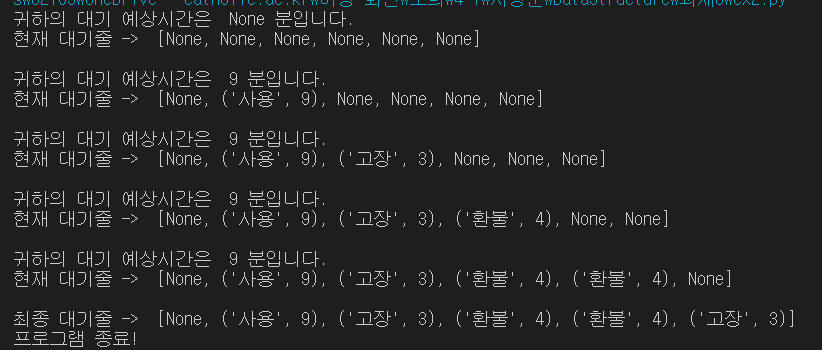 귀하의 대기 예상시간은  None 분입니다.
현재 대기줄 ->  [None, None, None, None, None, None]
귀하의 대기 예상시간은  9 분입니다.
현재 대기줄 ->  [None, ('사용', 9), None, None, None, None]
귀하의 대기 예상시간은  9 분입니다.
현재 대기줄 ->  [None, ('사용', 9), ('고장', 3), None, None, None]
귀하의 대기 예상시간은  9 분입니다.
현재 대기줄 ->  [None, ('사용', 9), ('고장', 3), ('환불', 4), None, None]
귀하의 대기 예상시간은  9 분입니다.
현재 대기줄 ->  [None, ('사용', 9), ('고장', 3), ('환불', 4), ('환불', 4), None]
최종 대기줄 ->  [None, ('사용', 9), ('고장', 3), ('환불', 4), ('환불', 4), ('고장', 3)]
프로그램 종료!